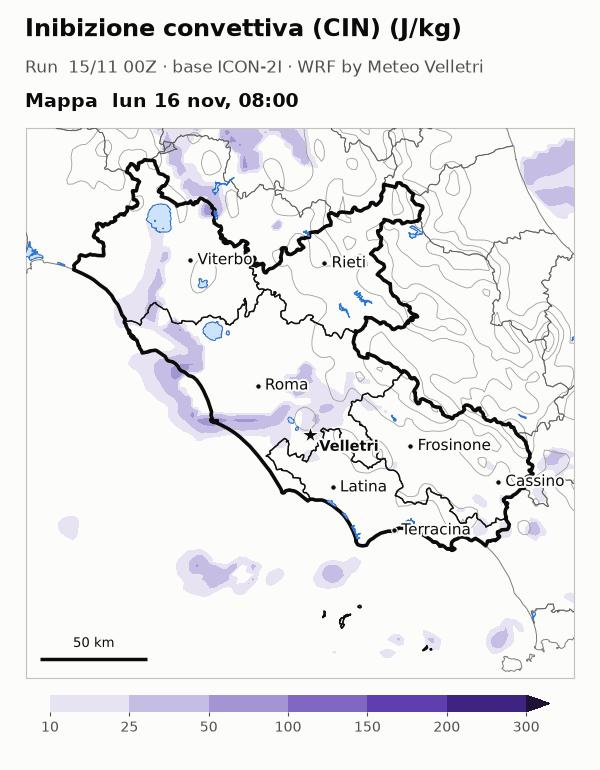 Inibizione convettiva (CIN) (J/kg)
Run  15/11 00Z · base ICON-2I · WRF by Meteo Velletri
Mappa  lun 16 nov, 08:00
Viterbo
Rieti
Roma
Velletri
Frosinone
Cassino
Latina
Terracina
50 km
10 25 50 100 150 200 300